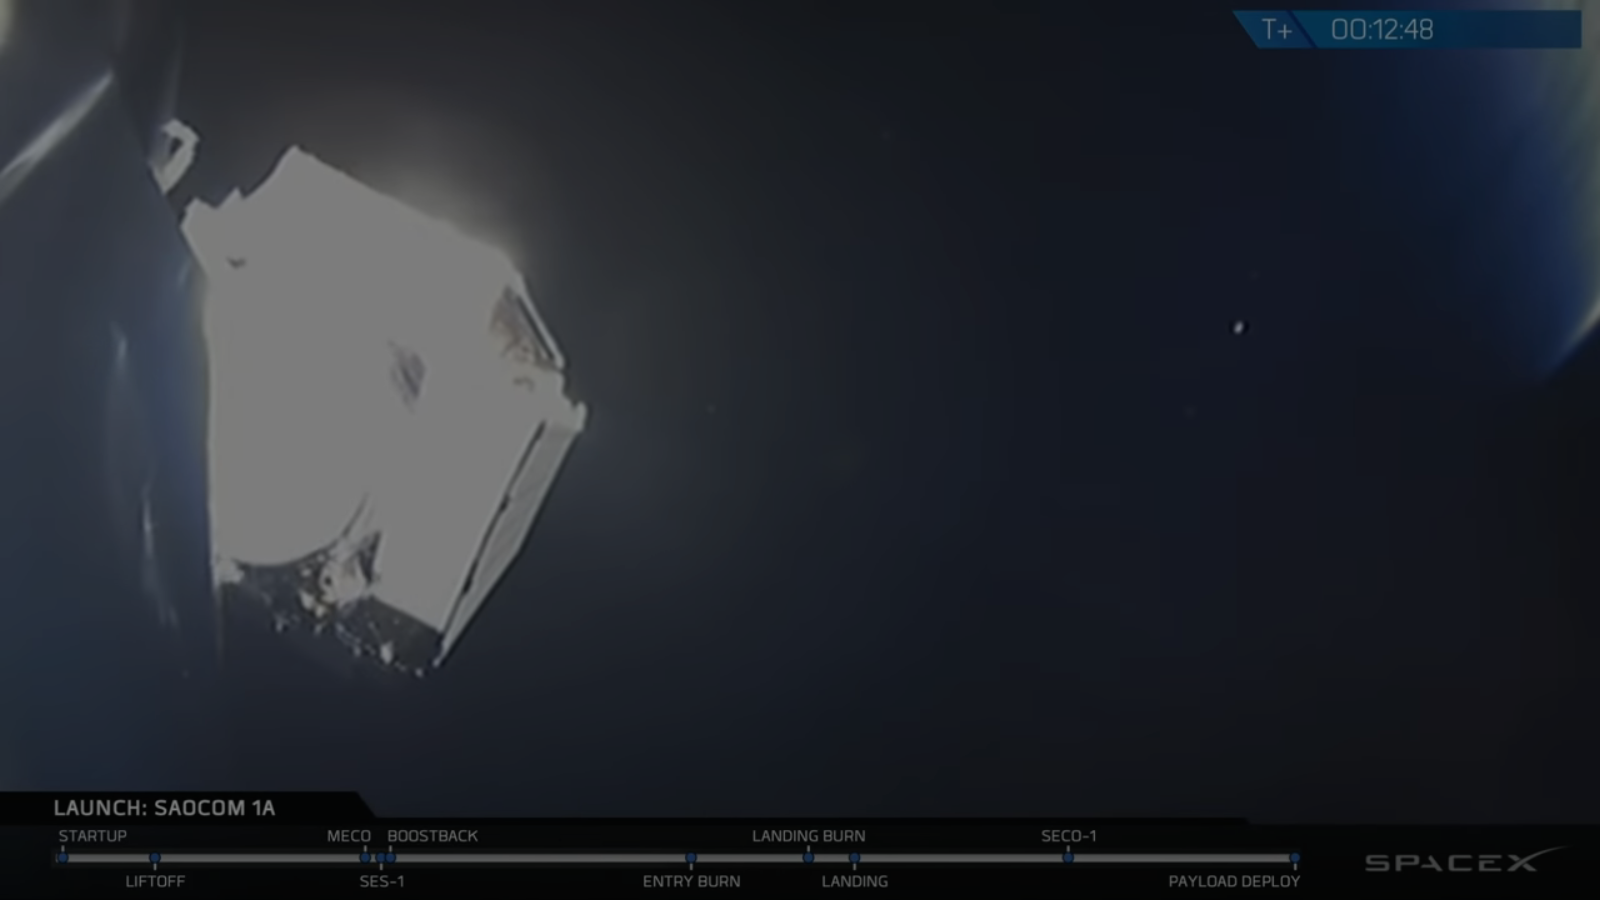 T+ 00:12:48
LAUNCH: SAOCOM 1A
STARTUP MECO BOOSTBACK LANDING BURN SECO-1
LIFTOFF SES-1 ENTRY BURN LANDING PAYLOAD DEPLOY
SPACEX